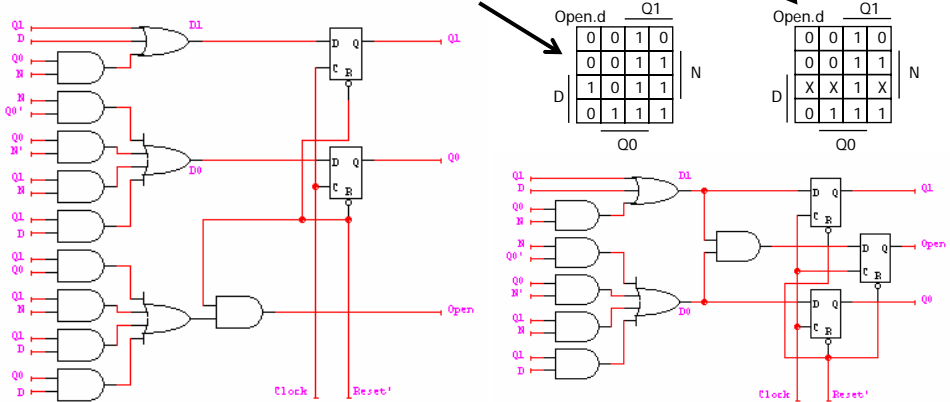 Q1
D
Q0
N
D1
D Q
C
R
Q1
N
Q0'
Q0
N'
Q1
N
Q1
D
D0
D Q
C
R
Q0
Q1
Q0
Q1
N
Q1
D
Q0
D
Open
Clock Reset'
Open.d Q1
0 0 1 0
0 0 1 1
1 0 1 1
0 1 1 1
N
D
Q0
Open.d Q1
0 0 1 0
0 0 1 1
X X 1 X
0 1 1 1
N
D
Q0
Q1
D
Q0
N
D1
D Q
C
R
Q1
N
Q0'
Q0
N'
Q1
N
Q1
D
D0
D Q
C
R
Open
D Q
C
R
Q0
Clock Reset'